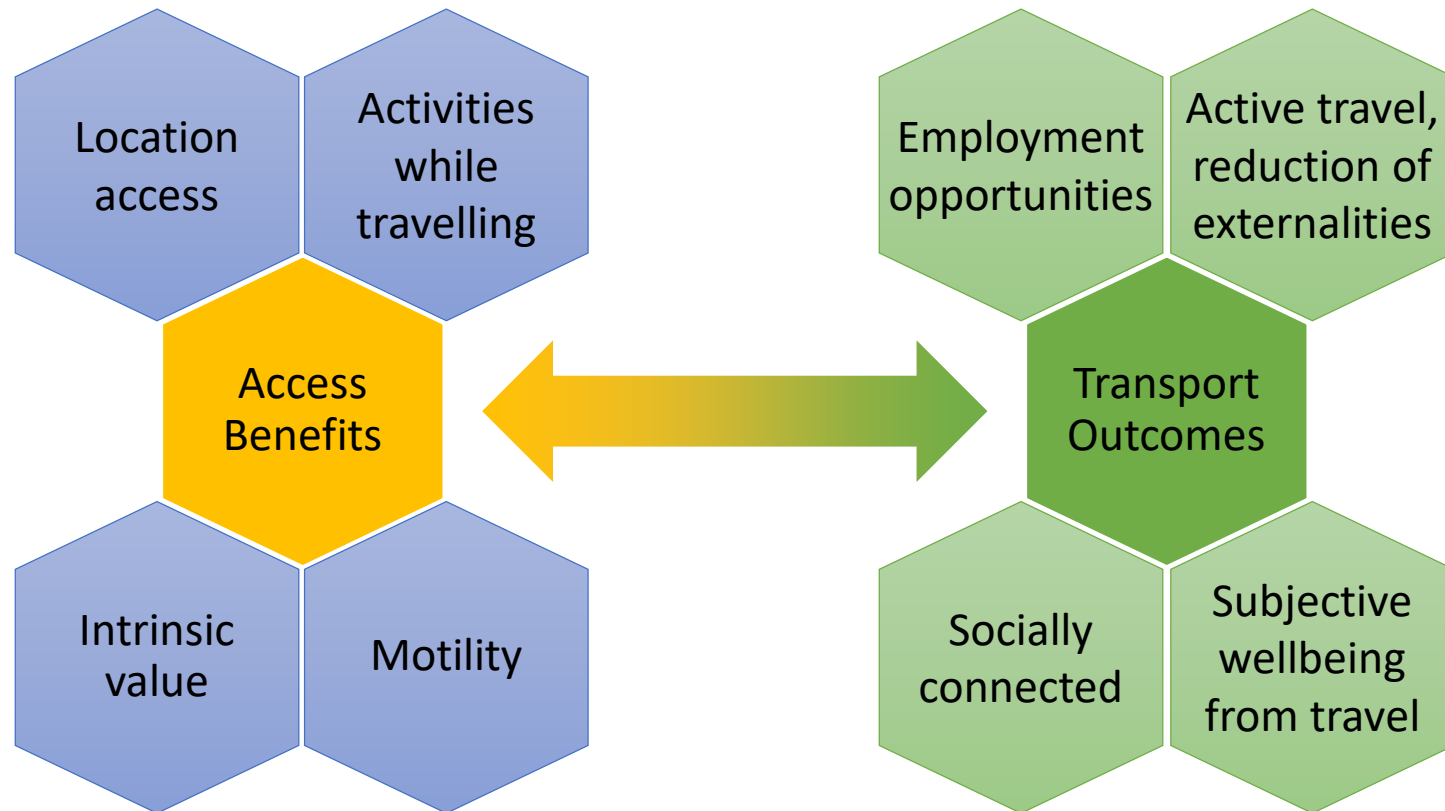 Location
access
Activities
while
travelling
Access
Benefits
Intrinsic
value
Motility
Employment
opportunities
Active travel,
reduction of
externalities
Transport
Outcomes
Socially
connected
Subjective
wellbeing
from travel